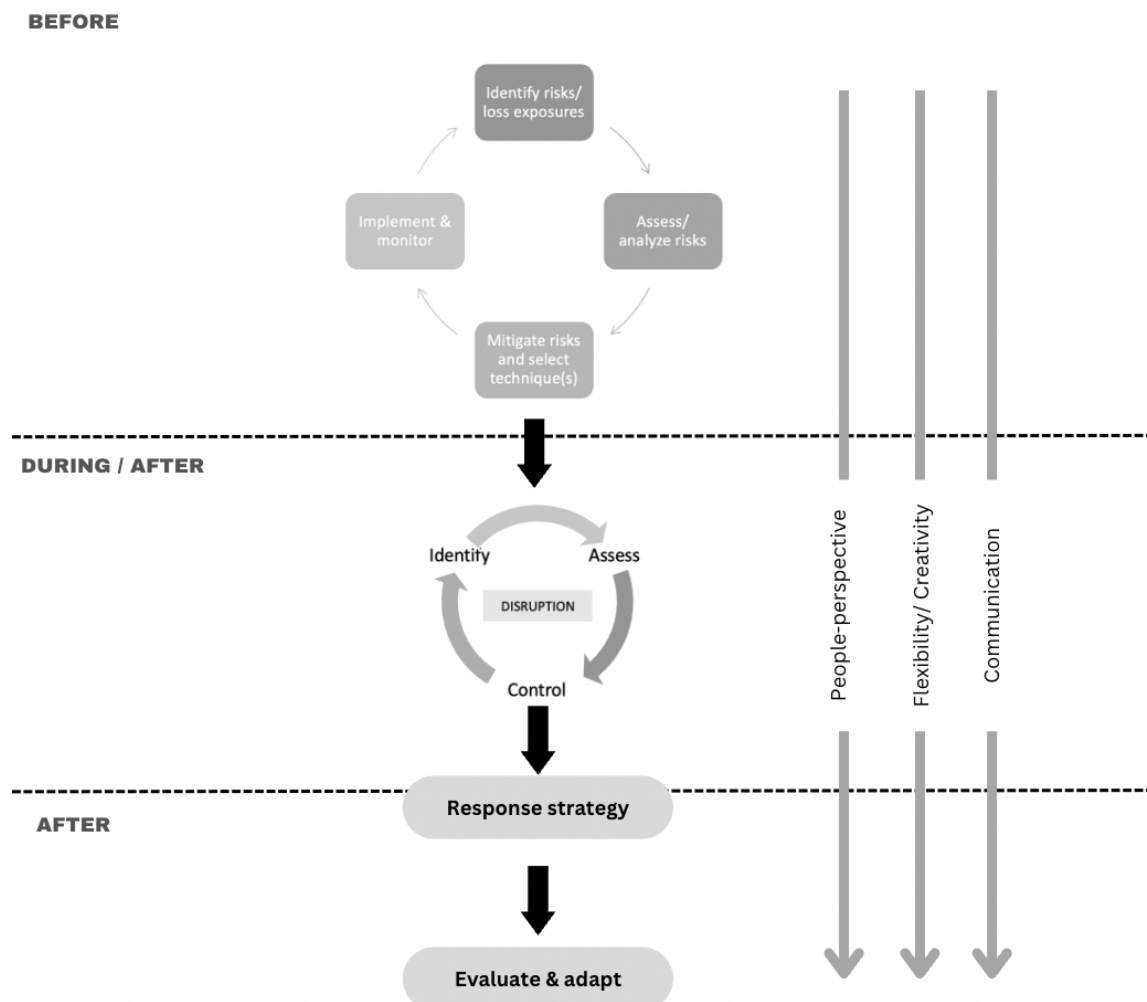 BEFORE
Identify risks/
loss exposures
Implement &
monitor
Assess/
analyze risks
Mitigate risks
and select
technique(s)
DURING / AFTER
Identify
Assess
DISRUPTION
Control
People-perspective
Flexibility/ Creativity
Communication
Response strategy
AFTER
Evaluate & adapt